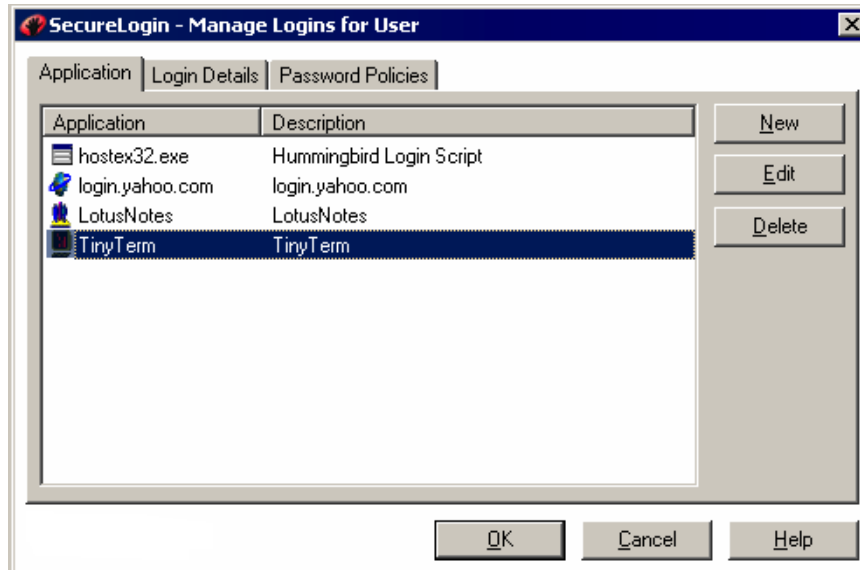 SecureLogin - Manage Logins for User
Application Login Details Password Policies
Application Description
hostex32.exe Hummingbird Login Script
login.yahoo.com login.yahoo.com
LotusNotes LotusNotes
TinyTerm TinyTerm
New
Edit
Delete
OK Cancel Help